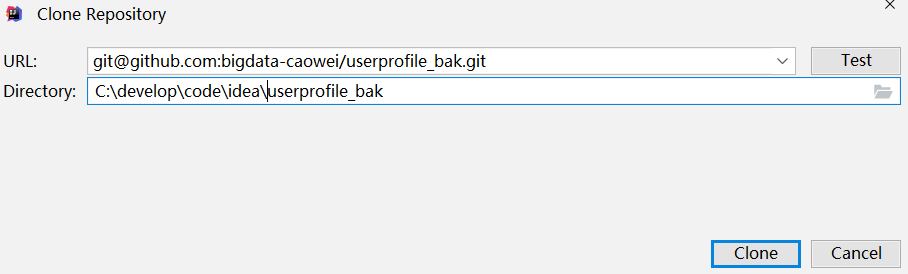 Clone Repository
URL: git@github.com:bigdata-caowei/userprofile_bak.git Test
Directory: C:\develop\code\idea\userprofile_bak
Clone Cancel